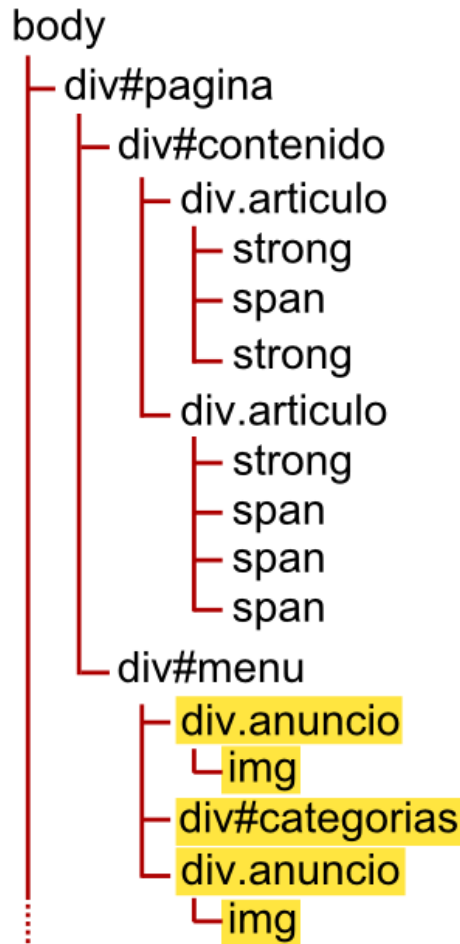 body
div#pagina
div#contenido
div.articulo
strong
span
strong
div.articulo
strong
span
span
span
div#menu
div.anuncio
img
div#categorias
div.anuncio
img